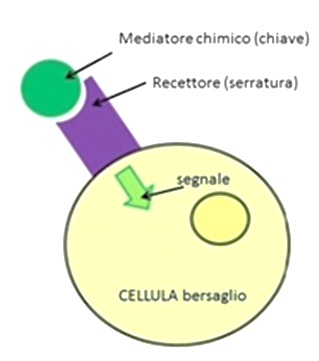 Mediatore chimico (chiave)
Recettore (serratura)
segnale
CELLULA bersaglio